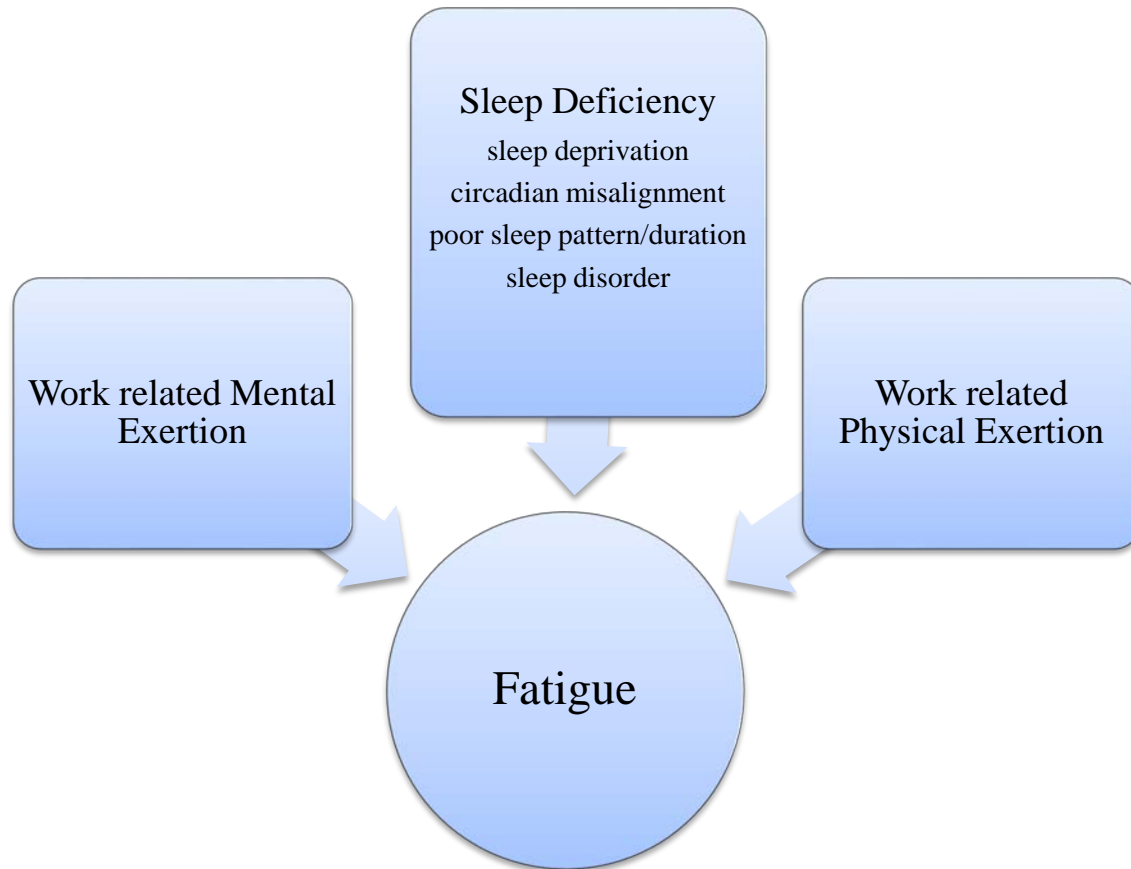 Sleep Deficiency
sleep deprivation
circadian misalignment
poor sleep pattern/duration
sleep disorder
Work related Mental
Exertion
Work related
Physical Exertion
Fatigue